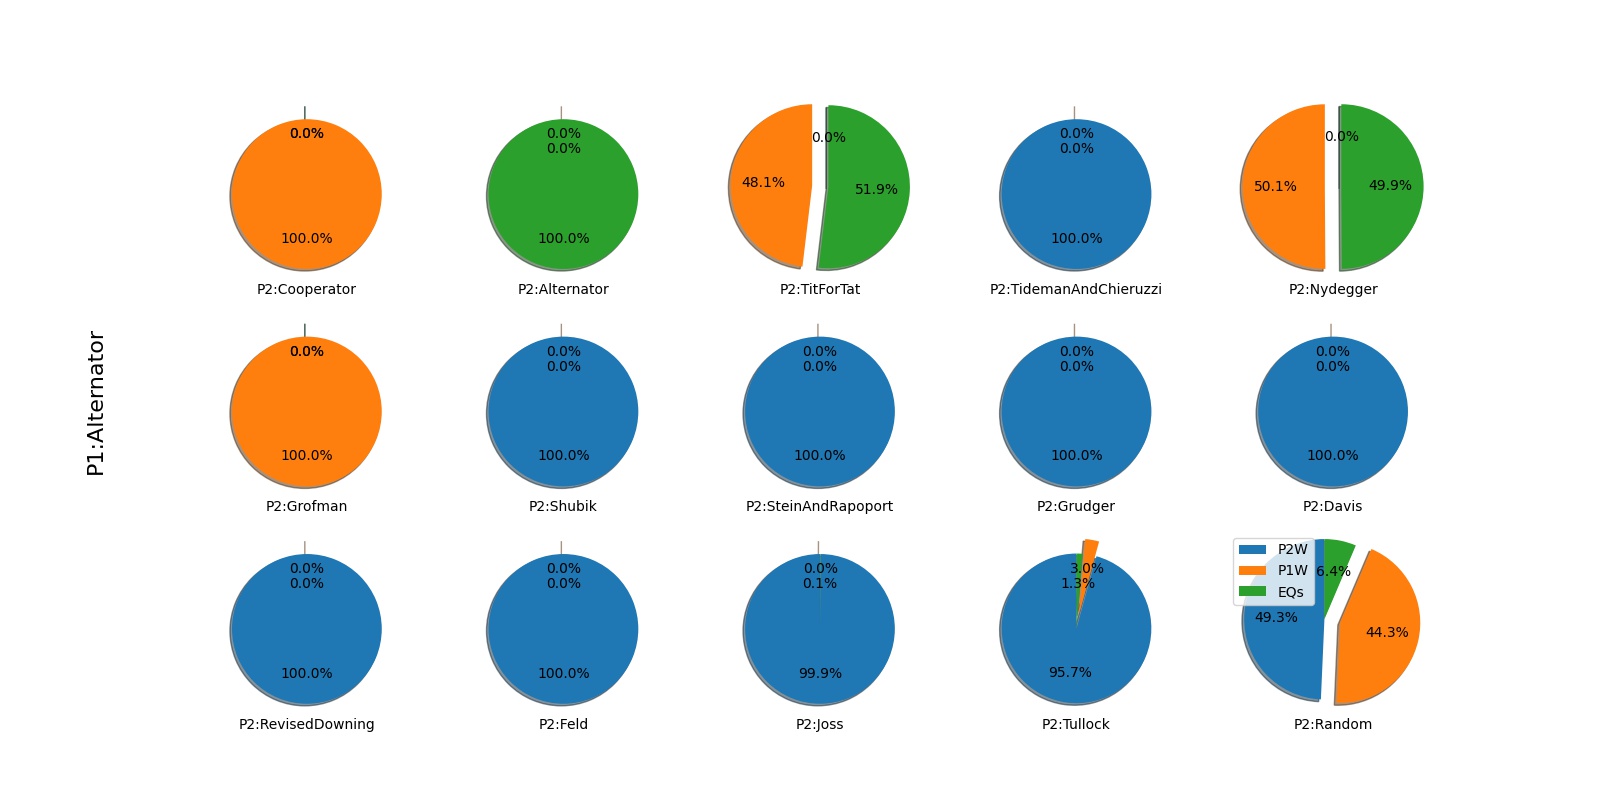 P1:Alternator
0.0%
0.0%
100.0%
P2:Cooperator
0.0%
0.0%
100.0%
P2:Alternator
0.0%
48.1%
51.9%
P2:TitForTat
0.0%
0.0%
100.0%
P2:TidemanAndChieruzzi
0.0%
50.1%
49.9%
P2:Nydegger
0.0%
0.0%
100.0%
P2:Grofman
0.0%
0.0%
100.0%
P2:Shubik
0.0%
0.0%
100.0%
P2:SteinAndRapoport
0.0%
0.0%
100.0%
P2:Grudger
0.0%
0.0%
100.0%
P2:Davis
0.0%
0.0%
100.0%
P2:RevisedDowning
0.0%
0.0%
100.0%
P2:Feld
0.0%
0.1%
99.9%
P2:Joss
3.0%
1.3%
95.7%
P2:Tullock
P2W
P1W
EQs
6.4%
49.3%
44.3%
P2:Random